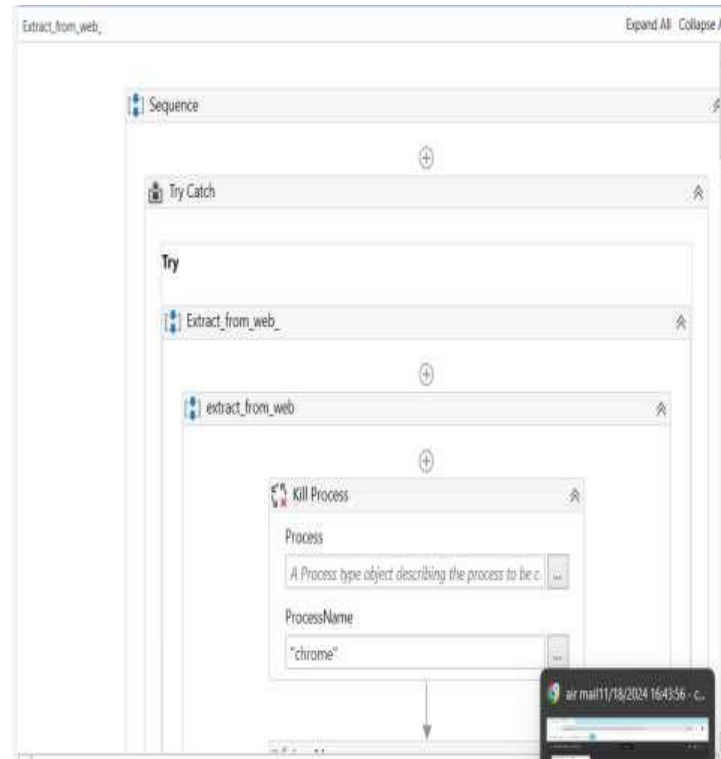 Extract_from_web_
Expand All Collapse
Sequence
Try Catch
Try
Extract_from_web_
extract_from_web
Kill Process
Process
A Process type object describing the process to be c
...
ProcessName
"chrome"
...
air mail11/18/2024 16:43:56 - c...